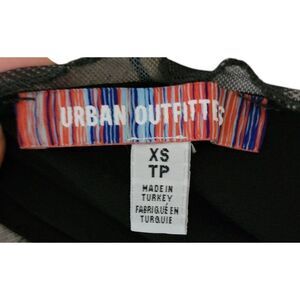 URBAN OUTFITTERS
XS
TP
MADE IN
TURKEY
FABRIQUÉ EN
TURQUIE